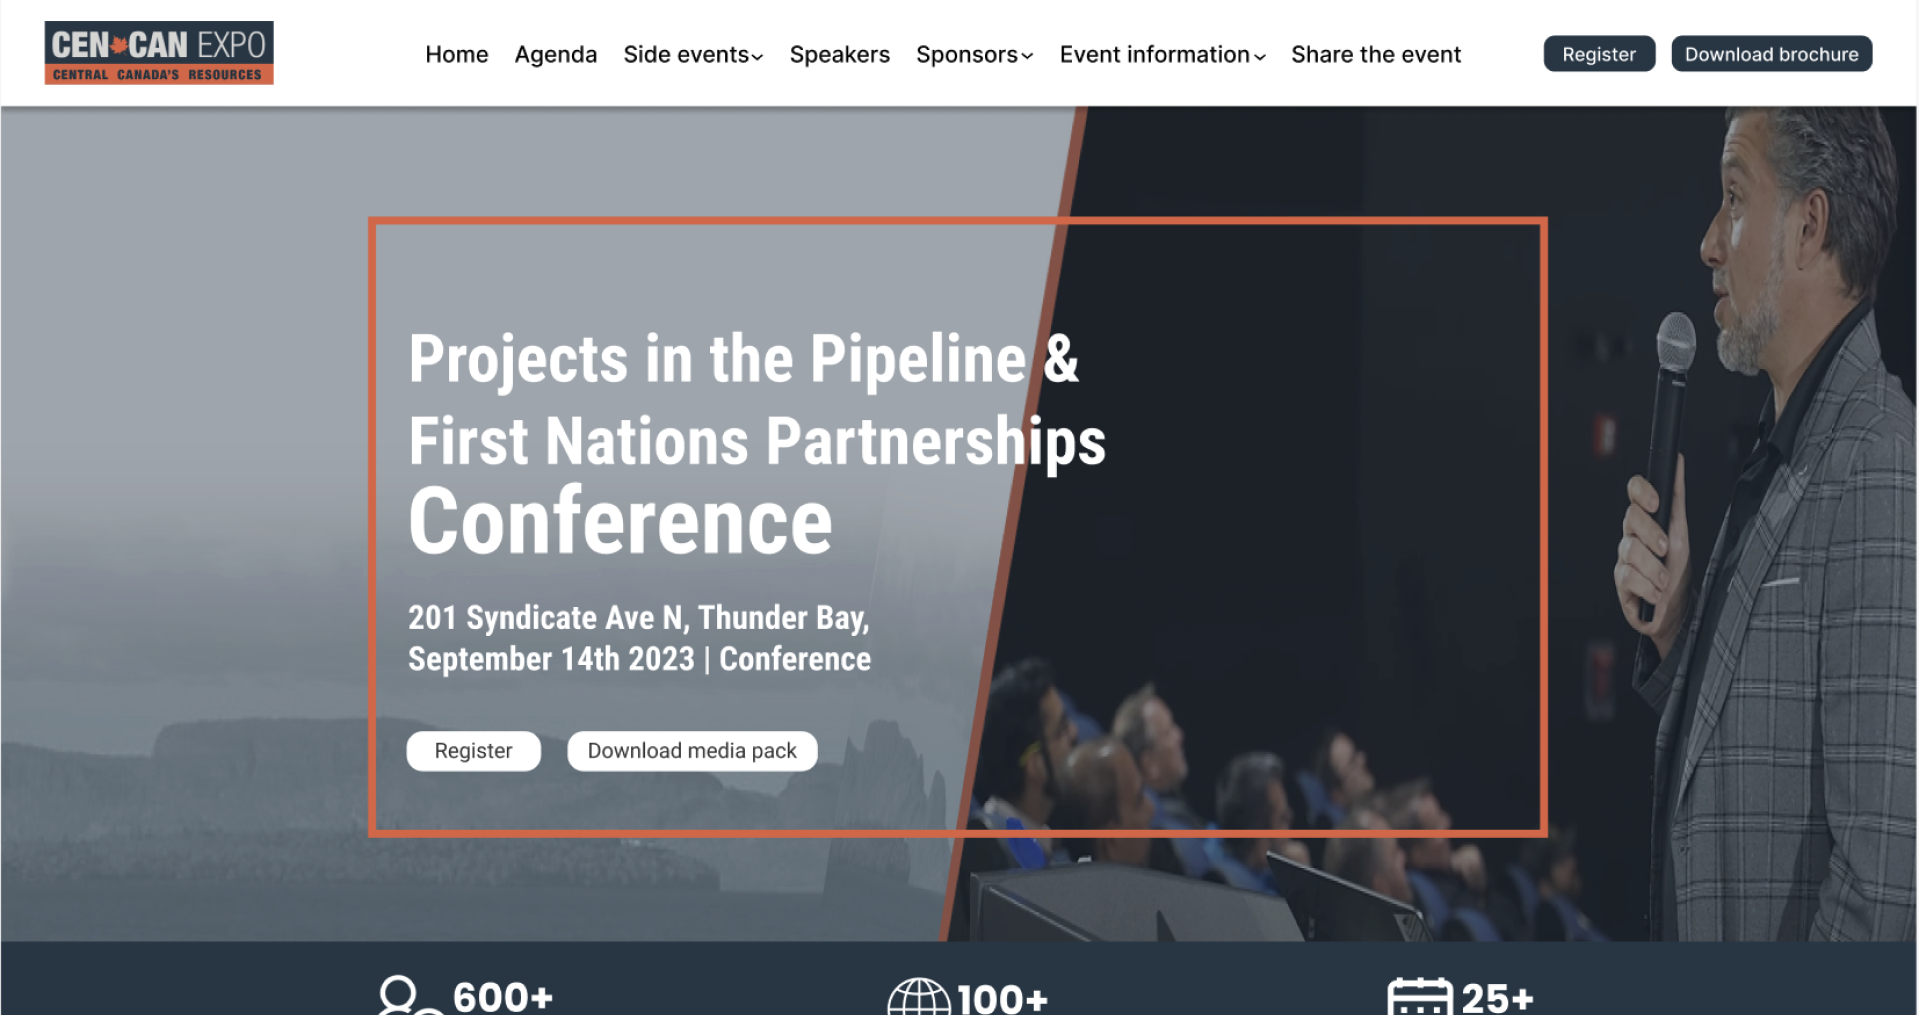 CEN CAN EXPO
CENTRAL CANADA'S RESOURCES
Home Agenda Side events Speakers Sponsors Event information Share the event
Register Download brochure
Projects in the Pipeline &
First Nations Partnerships
Conference
201 Syndicate Ave N, Thunder Bay,
September 14th 2023 | Conference
Register Download media pack
600+ 100+ 25+